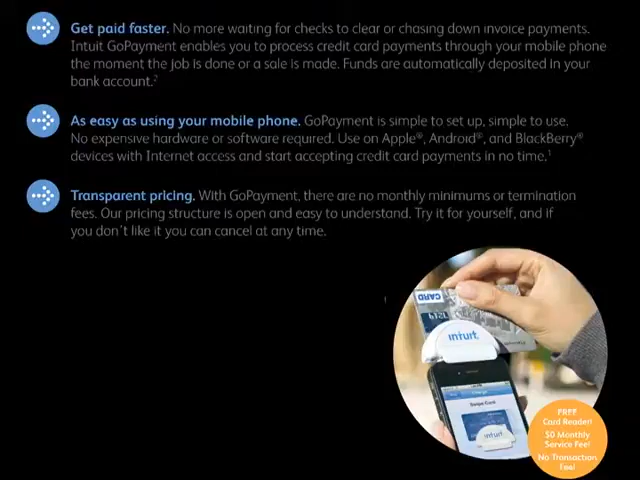 Get paid faster. No more waiting for checks to clear or chasing down invoice payments.
Intuit GoPayment enables you to process credit card payments through your mobile phone
the moment the job is done or a sale is made. Funds are automatically deposited in your
bank account.²
As easy as using your mobile phone. GoPayment is simple to set up, simple to use.
No expensive hardware or software required. Use on Apple®, Android®, and BlackBerry®
devices with Internet access and start accepting credit card payments in no time.¹
Transparent pricing. With GoPayment, there are no monthly minimums or termination
fees. Our pricing structure is open and easy to understand. Try it for yourself, and if
you don't like it you can cancel at any time.
CARD
intuit
Swipe Card
intuit
FREE
Card Reader!
$0 Monthly
Service Fee!
No Transaction
Fee!